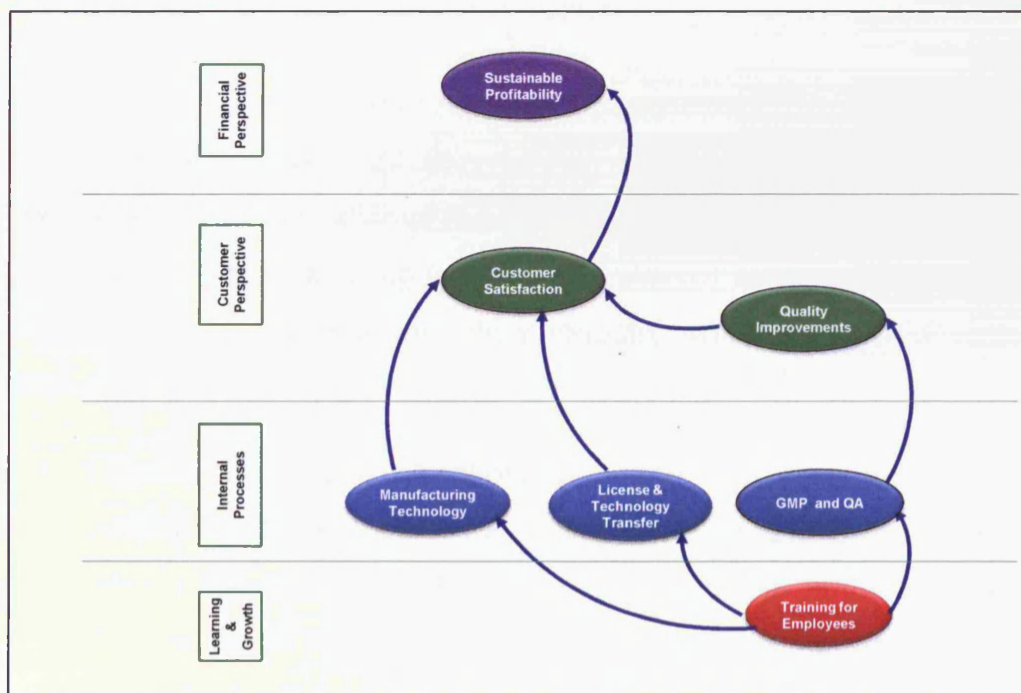 Financial
Perspective
Sustainable
Profitability
Customer
Perspective
Customer
Satisfaction
Quality
Improvements
Internal
Processes
Manufacturing
Technology
License &
Technology
Transfer
GMP and QA
Learning
&
Growth
Training for
Employees